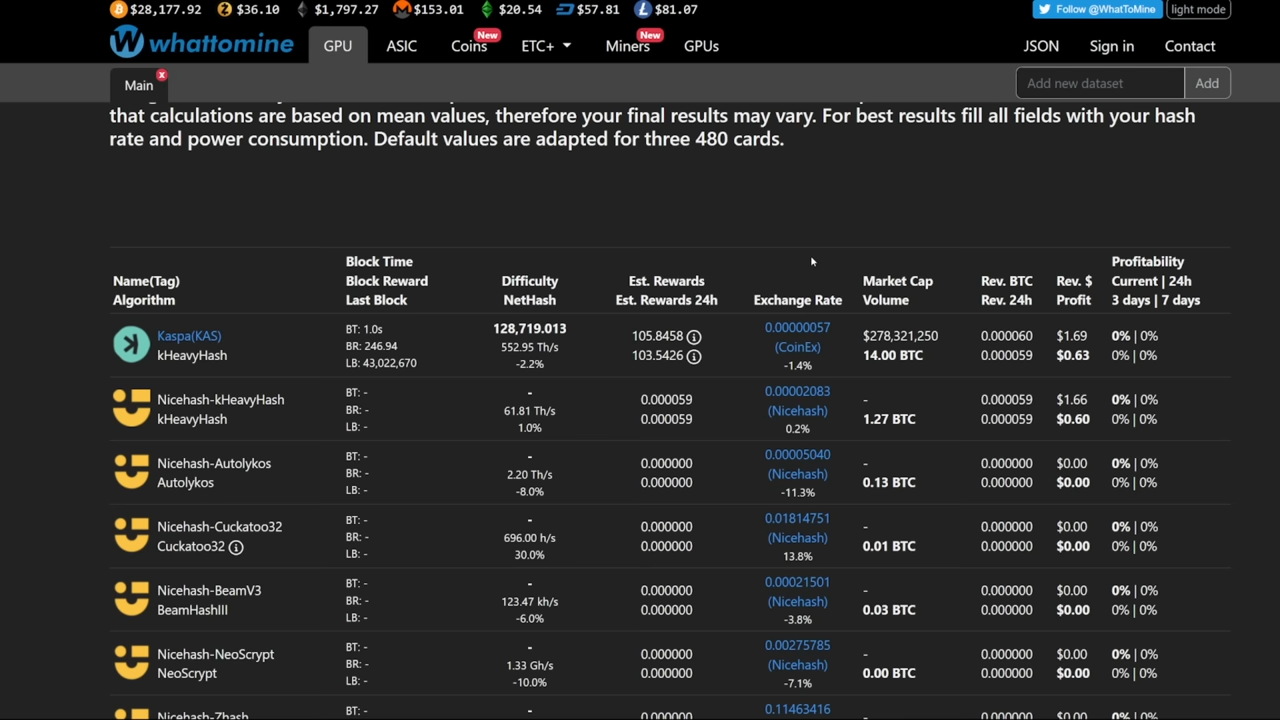 $28,177.92 $36.10 $1,797.27 $153.01 $20.54 $57.81 $81.07 Follow @WhatToMine light mode
whattomine GPU ASIC Coins New ETC+ Miners New GPUs JSON Sign in Contact
Main x Add new dataset Add
that calculations are based on mean values, therefore your final results may vary. For best results fill all fields with your hash
rate and power consumption. Default values are adapted for three 480 cards.
Name(Tag)
Algorithm
Block Time
Block Reward
Last Block
Difficulty
NetHash
Est. Rewards
Est. Rewards 24h
Exchange Rate
Market Cap
Volume
Rev. BTC
Rev. 24h
Rev. $
Profit
Profitability
Current | 24h
3 days | 7 days
Kaspa(KAS)
kHeavyHash
BT: 1.0s
BR: 246.94
LB: 43,022,670
128,719.013
552.95 Th/s
-2.2%
105.8458
103.5426
0.00000057
(CoinEx)
-1.4%
$278,321,250
14.00 BTC
0.000060
0.000059
$1.69
$0.63
0% | 0%
0% | 0%
Nicehash-kHeavyHash
kHeavyHash
BT: -
BR: -
LB: -
-
61.81 Th/s
1.0%
0.000059
0.000059
0.00002083
(Nicehash)
0.2%
-
1.27 BTC
0.000059
0.000059
$1.66
$0.60
0% | 0%
0% | 0%
Nicehash-Autolykos
Autolykos
BT: -
BR: -
LB: -
-
2.20 Th/s
-8.0%
0.000000
0.000000
0.00005040
(Nicehash)
-11.3%
-
0.13 BTC
0.000000
0.000000
$0.00
$0.00
0% | 0%
0% | 0%
Nicehash-Cuckatoo32
Cuckatoo32
BT: -
BR: -
LB: -
-
696.00 h/s
30.0%
0.000000
0.000000
0.01814751
(Nicehash)
13.8%
-
0.01 BTC
0.000000
0.000000
$0.00
$0.00
0% | 0%
0% | 0%
Nicehash-BeamV3
BeamHashIII
BT: -
BR: -
LB: -
-
123.47 kh/s
-6.0%
0.000000
0.000000
0.00021501
(Nicehash)
-3.8%
-
0.03 BTC
0.000000
0.000000
$0.00
$0.00
0% | 0%
0% | 0%
Nicehash-NeoScrypt
NeoScrypt
BT: -
BR: -
LB: -
-
1.33 Gh/s
-10.0%
0.000000
0.000000
0.00275785
(Nicehash)
-7.1%
-
0.00 BTC
0.000000
0.000000
$0.00
$0.00
0% | 0%
0% | 0%
Nicehash-Zhash
BT: -
-
0.000000
0.11463416
-
0.000000
$0.00
0% | 0%